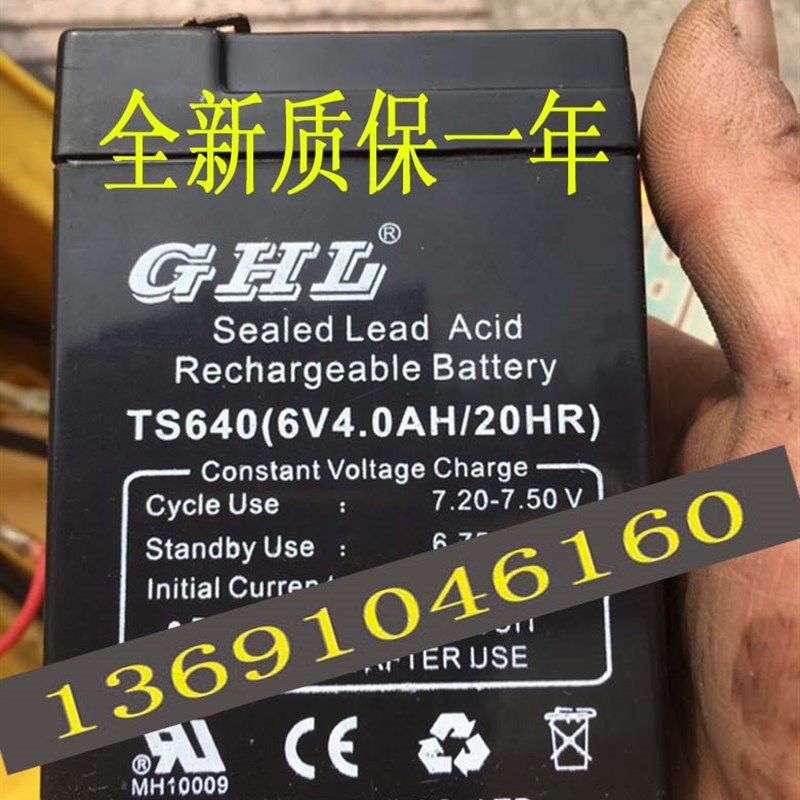 全新质保一年
GHL®
Sealed Lead Acid
Rechargeable Battery
TS640(6V4.0AH/20HR)
Constant Voltage Charge
Cycle Use : 7.20-7.50 V
Standby Use :
Initial
USE
13691046160
®
MH10009
CE